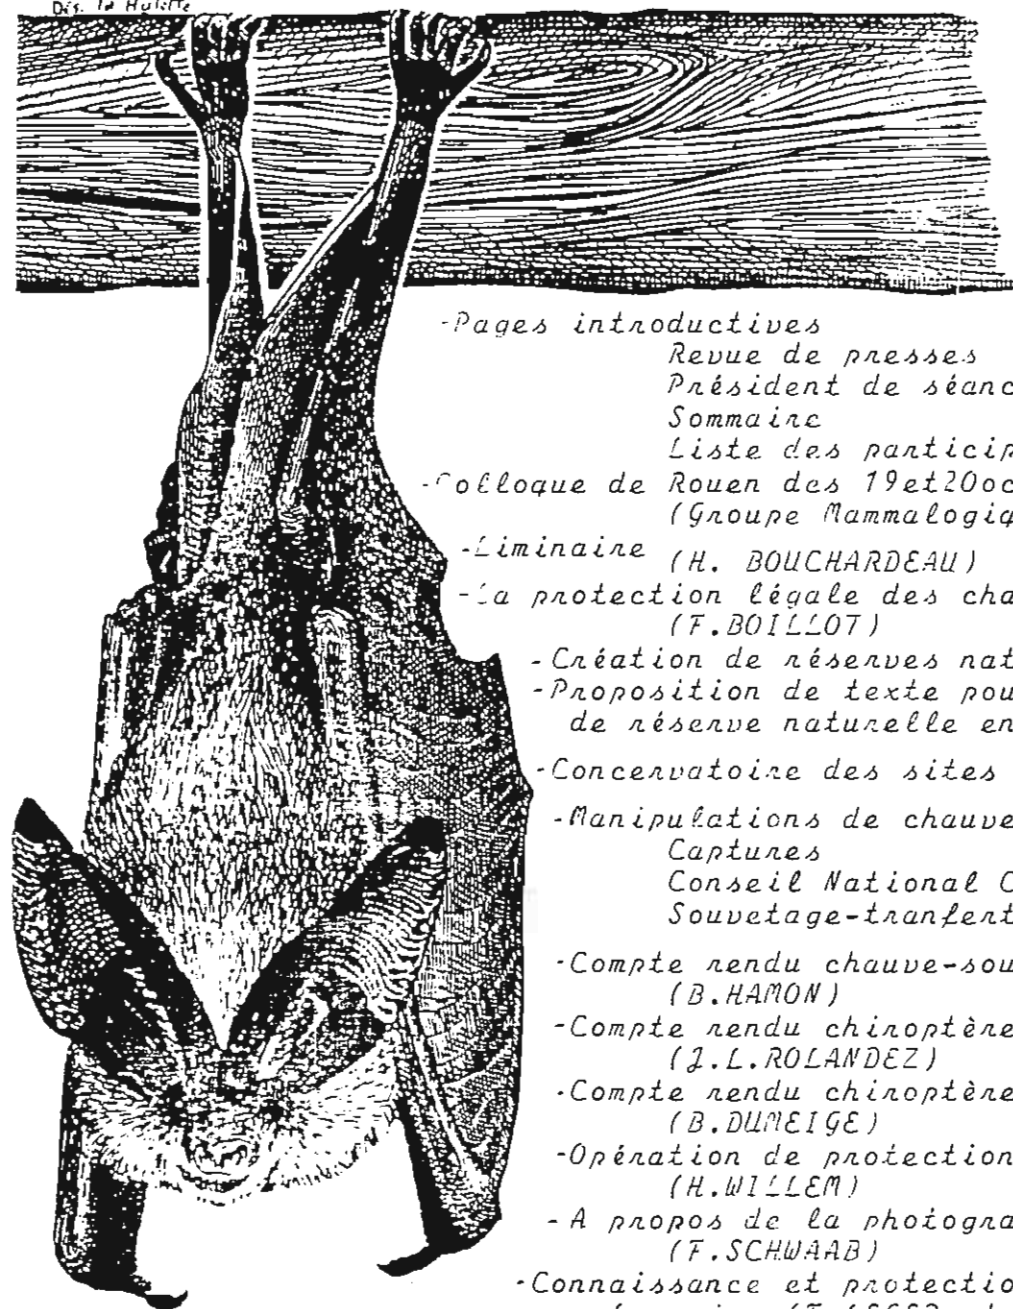 Dis. la Hulotte
-Pages introductives
Revue de presses
Président de séanc
Sommaire
Liste des particip
-Colloque de Rouen des 19et20oc
(Groupe Mammalogiq
-Liminaire (H. BOUCHARDEAU)
-La protection légale des cha
(F.BOILLOT)
-Création de réserves nat
-Proposition de texte pou
de réserve naturelle en
-Concervatoire des sites
-Manipulations de chauve
Captures
Conseil National C
Souvetage-tranfert
-Compte rendu chauve-sou
(B.HAMON)
-Compte rendu chiroptère
(J.L.ROLANDEZ)
-Compte rendu chiroptère
(B.DUMEIGE)
-Opération de protection
(H.WILLEM)
-A propos de la photogra
(F.SCHWAAB)
-Connaissance et protectio